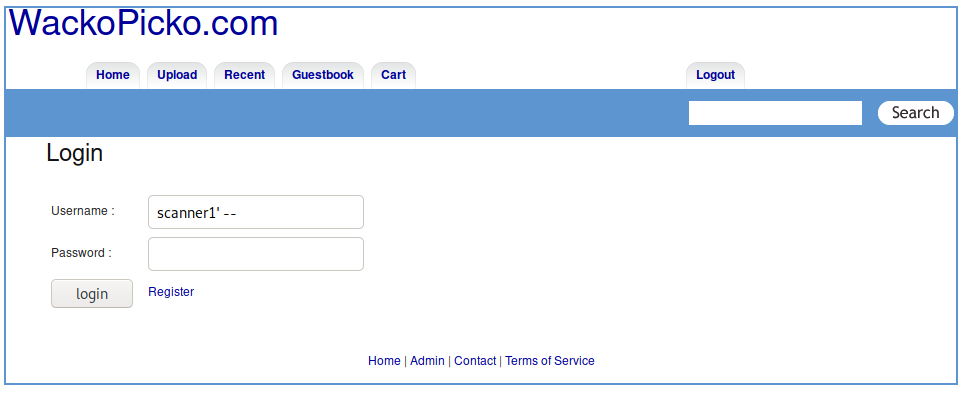 WackoPicko.com
Home Upload Recent Guestbook Cart Logout
Search
Login
Username : scanner1' --
Password :
login Register
Home | Admin | Contact | Terms of Service